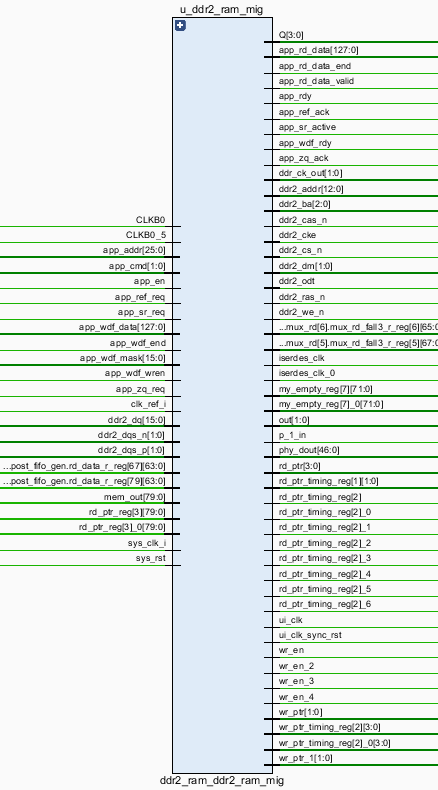 u_ddr2_ram_mig
CLKB0
CLKB0_5
app_addr[25:0]
app_cmd[1:0]
app_en
app_ref_req
app_sr_req
app_wdf_data[127:0]
app_wdf_end
app_wdf_mask[15:0]
app_wdf_wren
app_zq_req
clk_ref_i
ddr2_dq[15:0]
ddr2_dqs_n[1:0]
ddr2_dqs_p[1:0]
...post_fifo_gen.rd_data_r_reg[67][63:0]
...post_fifo_gen.rd_data_r_reg[79][63:0]
mem_out[79:0]
rd_ptr_reg[3][79:0]
rd_ptr_reg[3]_0[79:0]
sys_clk_i
sys_rst
Q[3:0]
app_rd_data[127:0]
app_rd_data_end
app_rd_data_valid
app_rdy
app_ref_ack
app_sr_active
app_wdf_rdy
app_zq_ack
ddr_ck_out[1:0]
ddr2_addr[12:0]
ddr2_ba[2:0]
ddr2_cas_n
ddr2_cke
ddr2_cs_n
ddr2_dm[1:0]
ddr2_odt
ddr2_ras_n
ddr2_we_n
...mux_rd[6].mux_rd_fall3_r_reg[6][65:0
...mux_rd[5].mux_rd_fall3_r_reg[5][67:0
iserdes_clk
iserdes_clk_0
my_empty_reg[7][71:0]
my_empty_reg[7]_0[71:0]
out[1:0]
p_1_in
phy_dout[46:0]
rd_ptr[3:0]
rd_ptr_timing_reg[1][1:0]
rd_ptr_timing_reg[2]
rd_ptr_timing_reg[2]_0
rd_ptr_timing_reg[2]_1
rd_ptr_timing_reg[2]_2
rd_ptr_timing_reg[2]_3
rd_ptr_timing_reg[2]_4
rd_ptr_timing_reg[2]_5
rd_ptr_timing_reg[2]_6
ui_clk
ui_clk_sync_rst
wr_en
wr_en_2
wr_en_3
wr_en_4
wr_ptr[1:0]
wr_ptr_timing_reg[2][3:0]
wr_ptr_timing_reg[2]_0[3:0]
wr_ptr_1[1:0]
ddr2_ram_ddr2_ram_mig